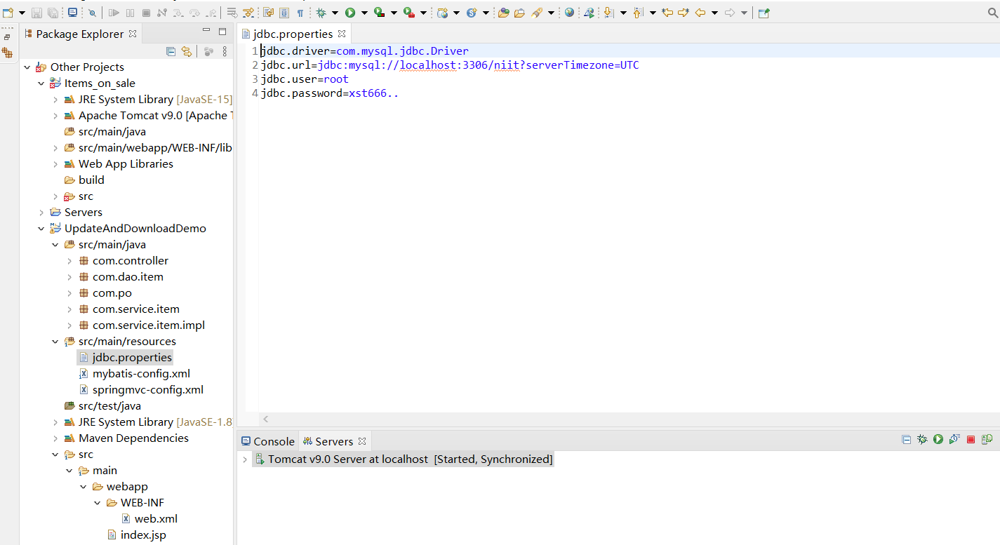 Package Explorer
jdbc.properties
Other Projects
Items_on_sale
JRE System Library [JavaSE-15]
Apache Tomcat v9.0 [Apache T
src/main/java
src/main/webapp/WEB-INF/lib
Web App Libraries
build
src
Servers
UpdateAndDownloadDemo
src/main/java
com.controller
com.dao.item
com.po
com.service.item
com.service.item.impl
src/main/resources
jdbc.properties
mybatis-config.xml
springmvc-config.xml
src/test/java
JRE System Library [JavaSE-1.8]
Maven Dependencies
src
main
webapp
WEB-INF
web.xml
index.jsp
1 jdbc.driver=com.mysql.jdbc.Driver
2 jdbc.url=jdbc:mysql://localhost:3306/niit?serverTimezone=UTC
3 jdbc.user=root
4 jdbc.password=xst666..
Console
Servers
Tomcat v9.0 Server at localhost [Started, Synchronized]